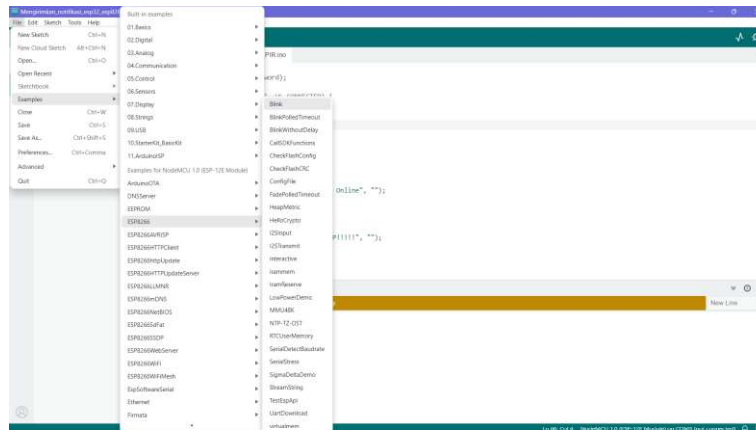 File Edit Sketch Tools Help
New Sketch Ctrl+N
New Cloud Sketch Alt+Ctrl+N
Open... Ctrl+O
Open Recent
Sketchbook
Examples
Close Ctrl+W
Save Ctrl+S
Save As... Ctrl+Shift+S
Preferences... Ctrl+Comma
Advanced
Quit Ctrl+Q
Built-in examples
01.Basics
02.Digital
03.Analog
04.Communication
05.Control
06.Sensors
07.Display
08.Strings
09.USB
10.StarterKit_BasicKit
11.ArduinoISP
Examples for NodeMCU 1.0 (ESP-12E Module)
ArduinoOTA
DNSServer
EEPROM
ESP8266
ESP8266AVRISP
ESP8266HTTPClient
ESP8266httpUpdate
ESP8266HTTPUpdateServer
ESP8266LLMNR
ESP8266mDNS
ESP8266NetBIOS
ESP8266SdFat
ESP8266SSDP
ESP8266WebServer
ESP8266WiFi
ESP8266WiFiMesh
EspSoftwareSerial
Ethernet
Firmata
Blink
BlinkPolledTimeout
BlinkWithoutDelay
CallSDKFunctions
CheckFlashConfig
CheckFlashCRC
ConfigFile
FadePolledTimeout
HeapMetric
HelloCrypto
I2SInput
I2STransmit
interactive
irammem
IramReserve
LowPowerDemo
MMU48K
NTP-TZ-DST
RTCUserMemory
SerialDetectBaudrate
SerialStress
SigmaDeltaDemo
StreamString
TestEspApi
UartDownload
virtualmem
PIR.ino
word);
Online", "");
P!!!!!", "");
New Line